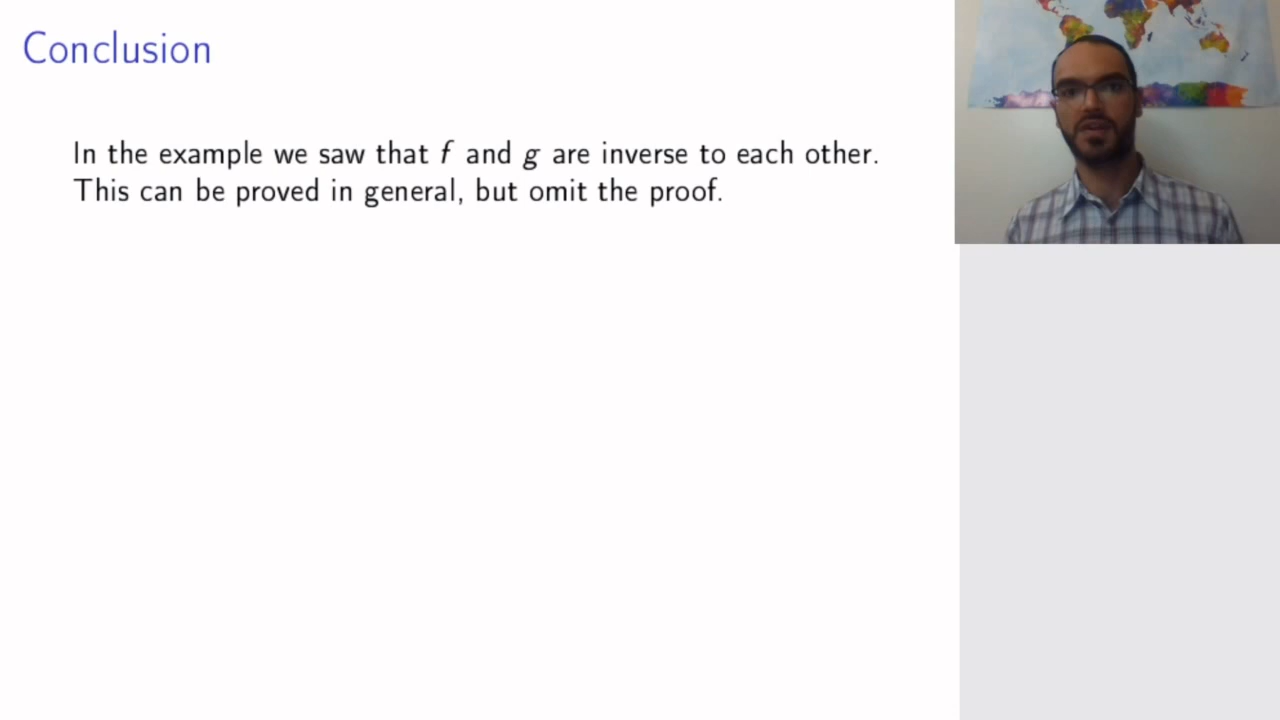 Conclusion
In the example we saw that f and g are inverse to each other.
This can be proved in general, but omit the proof.